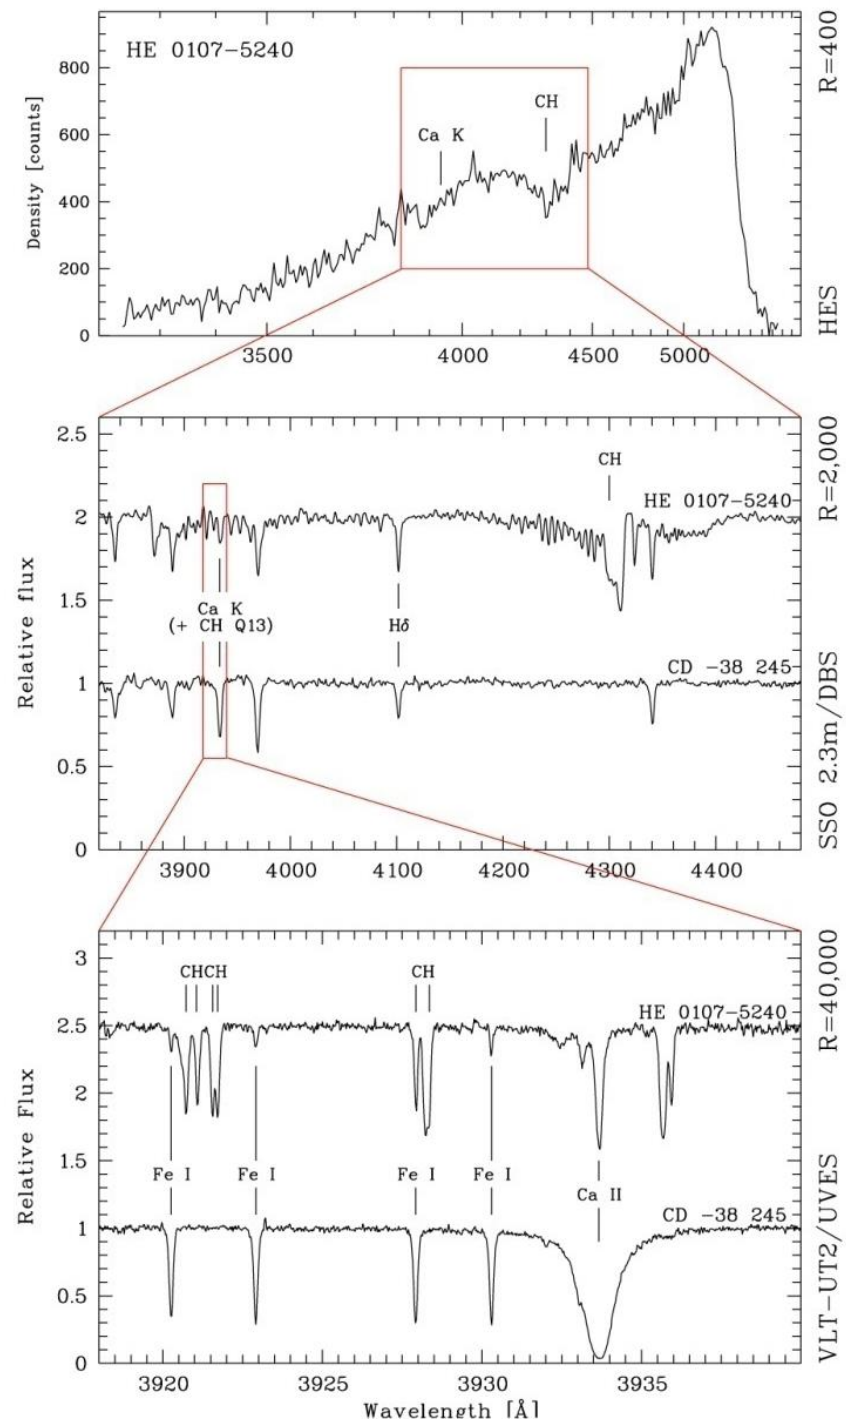 HE 0107-5240
R=400
CH
Ca K
Density [counts]
800
600
400
200
0
HES
3500 4000 4500 5000
R=2,000
2.5
CH
HE 0107-5240
2
1.5
Ca K
(+ CH Q13)
Hδ
Relative flux
CD -38 245
1
0.5
0
SSO 2.3m/DBS
3900 4000 4100 4200 4300 4400
R=40,000
3
CH CH CH
HE 0107-5240
2.5
2
1.5
Fe I Fe I Fe I Fe I
Ca II
Relative Flux
CD -38 245
1
0.5
0
VLT-UT2/UVES
3920 3925 3930 3935
Wavelength [Å]